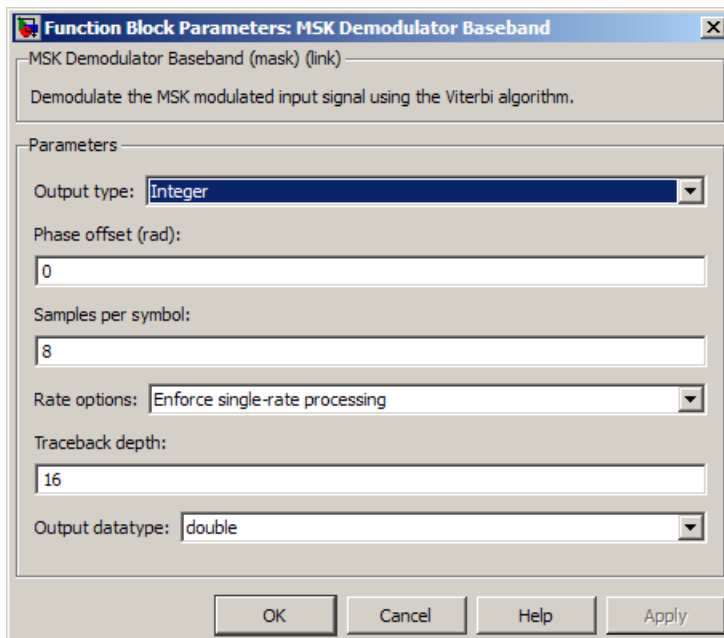 Function Block Parameters: MSK Demodulator Baseband
MSK Demodulator Baseband (mask) (link)
Demodulate the MSK modulated input signal using the Viterbi algorithm.
Parameters
Output type: Integer
Phase offset (rad):
0
Samples per symbol:
8
Rate options: Enforce single-rate processing
Traceback depth:
16
Output datatype: double
OK Cancel Help Apply